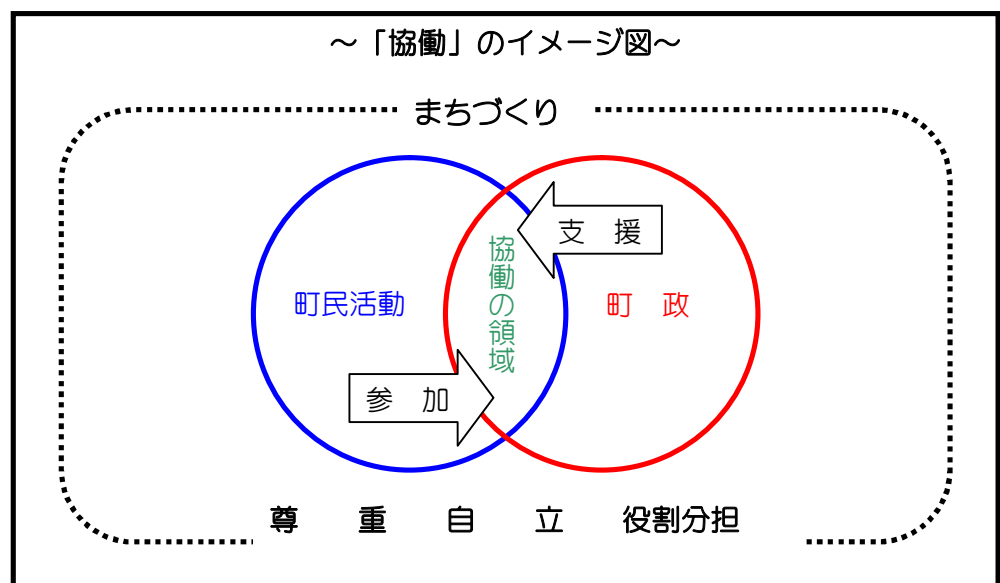 ～「協働」のイメージ図～
まちづくり
支　援
協働の領域
町民活動
町　政
参　加
尊　重　自　立　役割分担